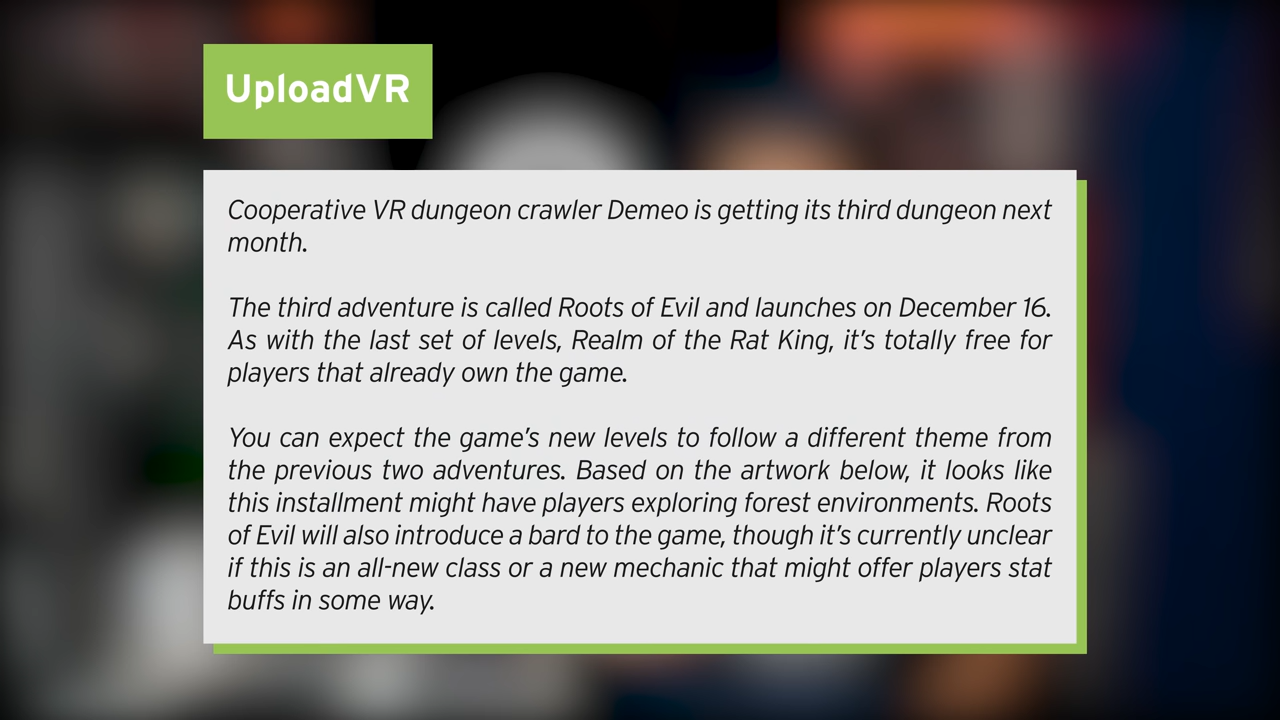 UploadVR
Cooperative VR dungeon crawler Demeo is getting its third dungeon next
month.
The third adventure is called Roots of Evil and launches on December 16.
As with the last set of levels, Realm of the Rat King, it's totally free for
players that already own the game.
You can expect the game's new levels to follow a different theme from
the previous two adventures. Based on the artwork below, it looks like
this installment might have players exploring forest environments. Roots
of Evil will also introduce a bard to the game, though it's currently unclear
if this is an all-new class or a new mechanic that might offer players stat
buffs in some way.